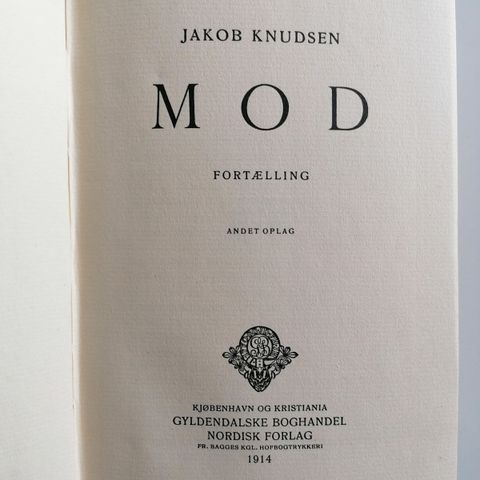 JAKOB KNUDSEN
MOD
FORTÆLLING
ANDET OPLAG
KJØBENHAVN OG KRISTIANIA
GYLDENDALSKE BOGHANDEL
NORDISK FORLAG
FR. BAGGES KGL. HOFBOGTRYKKERI
1914